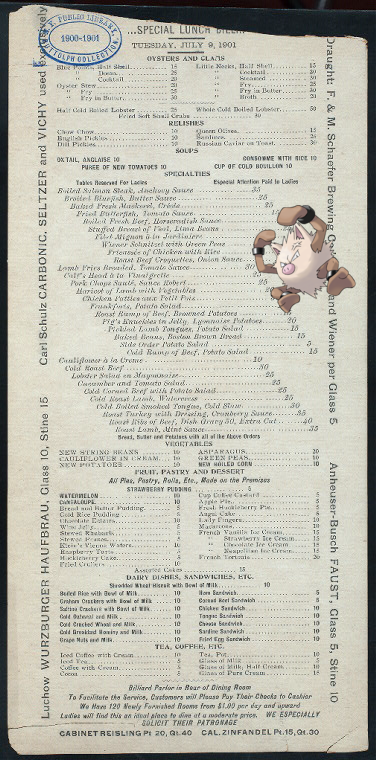 N.Y. PUBLIC LIBRARY,
1900-1901
BUTTOLPH COLLECTION.
SPECIAL LUNCH
TUESDAY, JULY 9, 1901
OYSTERS AND CLAMS
Blue Points, Half Shell 15 Little Necks, Half Shell 15
" Dozen 25 " Cocktail 20
" Cocktail 20 " Steamed 30
Oyster Stew 20 " Fry 25
" Fry 25 " Fry in Butter 30
" Fry in Butter 30 " Broth 20
Half Cold Boiled Lobster 25 Whole Cold Boiled Lobster 50
Fried Soft Shell Crabs 30
RELISHES
Chow Chow 10 Queen Olives 15
English Pickles 10 Sardines 25
Dill Pickles 10 Russian Caviar on Toast 30
SOUPS
OXTAIL, ANGLAISE 10 CONSOMME WITH RICE 10
PUREE OF NEW TOMATOES 10 CUP OF COLD BOUILLON 10
SPECIALTIES
Tables Reserved For Ladies Especial Attention Paid to Ladies
Boiled Salmon Steak, Anchovy Sauce 35
Broiled Bluefish, Butter Sauce 25
Baked Fresh Mackerel, Créole 25
Fried Butterfish, Tomato Sauce
Boiled Fresh Beef, Horseradish Sauce
Stuffed Breast of Veal, Lima Beans
Filet Mignon à la Jardinière
Wiener Schnitzel with Green Peas
Fricassée of Chicken with Rice
Roast Beef Croquettes, Onion Sauce
Lamb Fries Breaded, Tomato Sauce 30
Calf's Head à la Vinaigrette 25
Pork Chops Sauté, Sauce Robert 25
Haricot of Lamb with Vegetables
Chicken Patties aux Petit Pois
Frankfurts, Potato Salad
Roast Rump of Beef, Browned Potatoes
Pig's Knuckles in Jelly, Lyonnaise Potatoes 20
Pickled Lamb Tongues, Potato Salad 15
Baked Beans, Boston Brown Bread 15
Side Order Potato Salad 5
Cold Rump of Beef, Potato Salad 15
Cauliflower à la Creme 10
Cold Roast Beef 30
Lobster Salad en Mayonnaise 25
Cucumber and Tomato Salad 25
Cold Corned Beef with Potato Salad 25
Cold Roast Lamb, Watercress 25
Cold Boiled Smoked Tongue, Cold Slaw 30
Roast Turkey with Dressing, Cranberry Sauce 35
Roast Ribs of Beef, Dish Gravy 30, Extra Cut 40
Roast Lamb, Mint Sauce 35
Bread, Butter and Potatoes with all of the Above Orders
VEGETABLES
NEW STRING BEANS 10 ASPARAGUS 20
CAULIFLOWER IN CREAM 10 GREEN PEAS 10
NEW POTATOES 10 NEW BOILED CORN 10
FRUIT, PASTRY AND DESSERT
All Pies, Pastry, Rolls, Etc., Made on the Premises
STRAWBERRY PUDDING 5
WATERMELON 10 Cup Custard 5
CANTALOUPE 10 Apple Pie 5
Bread and Butter Pudding 5 Fresh Huckleberry Pie 5
Cold Rice Pudding 5 Angel Cake 5
Chocolate Eclairs 10 Lady Fingers 10
Wine Jelly 5 Macaroons 10
Stewed Rhubarb 5 French Vanilla Ice Cream 15
Stewed Prunes 5 " Strawberry Ice Cream 15
Vienna Wafers 5 " Chocolate Ice Cream 15
Raspberry Tarts 5 Neapolitan Ice Cream 15
Huckleberry Cake 5 French Tortoni 20
Fried Crullers 10
Assorted Cakes 15
DAIRY DISHES, SANDWICHES, ETC.
Shredded Wheat Biscuit with Bowl of Milk 10
Boiled Rice with Bowl of Milk 10 Ham Sandwich 5
Graham Crackers with Bowl of Milk 10 Corned Beef Sandwich 5
Saltine Crackers with Bowl of Milk 10 Chicken Sandwich 10
Cold Oatmeal and Milk 10 Tongue Sandwich 10
Cold Cracked Wheat and Milk 10 Cheese Sandwich 10
Cold Breakfast Hominy and Milk 10 Sardine Sandwich 10
Grape Nuts and Milk 10 Fried Egg Sandwich 10
TEA, COFFEE, ETC.
Iced Coffee with Cream 10 Tea, Pot 10
Iced Tea 5 Glass of Milk 5
Coffee with Cream 5 Glass of Milk, Half Cream 10
Cocoa 5 Glass of Pure Cream 15
Billiard Parlor in Rear of Dining Room
To Facilitate the Service, Customers will Please Pay Their Checks to Cashier
We Have 120 Newly Furnished Rooms from $1.00 per day and upward
Ladies will find this an ideal place to dine at a moderate price. WE ESPECIALLY
SOLICIT THEIR PATRONAGE
CABINET REISLING Pt 20, Qt. 40 CAL. ZINFANDEL Pt. 15, Qt. 30
Luchow WURZBURGER HAUFBRAU, Glass 10, Stine 15 Carl Schulz CARBONIC, SELTZER and VICHY used exclusively
Draught: F. & M. Schaefer Brewing and Wiener per Glass 5 Anheuser-Busch FAUST, Glass 5, Stine 10